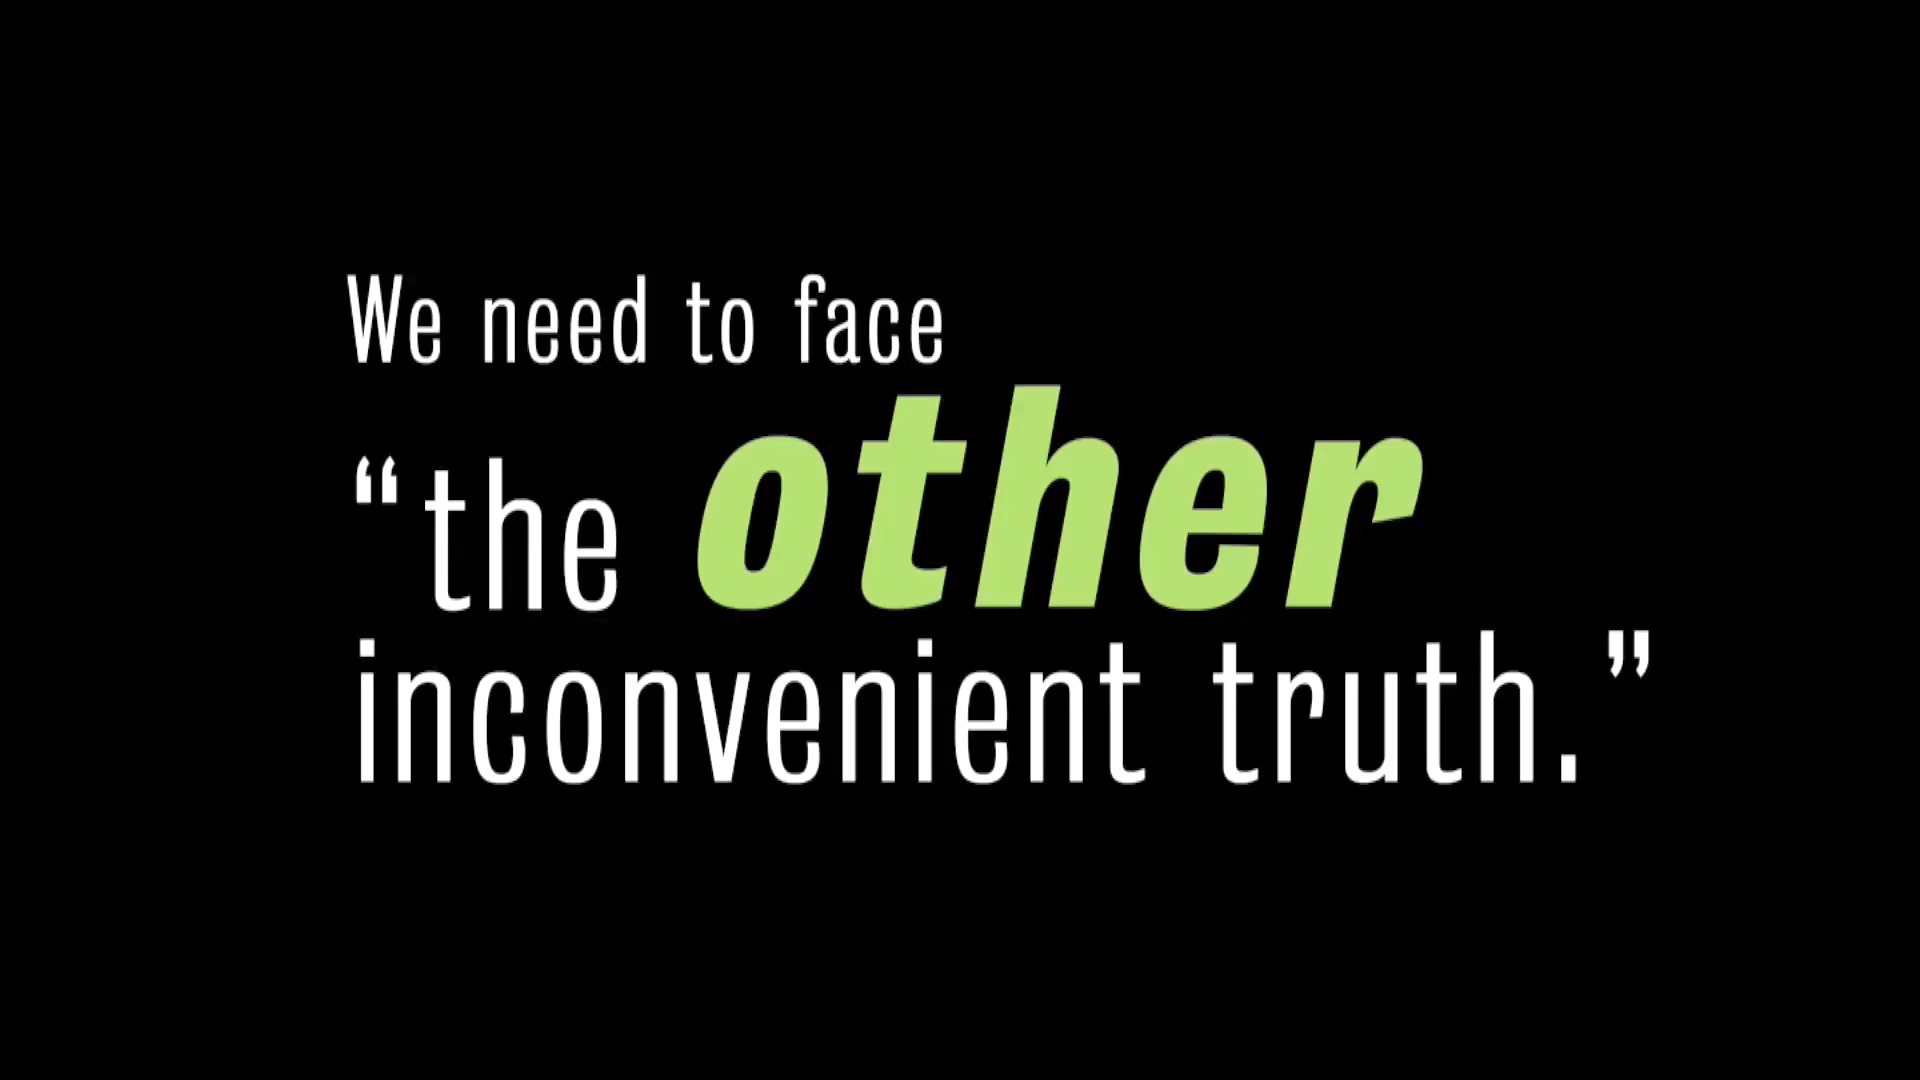 We need to face
“the other
inconvenient truth.”